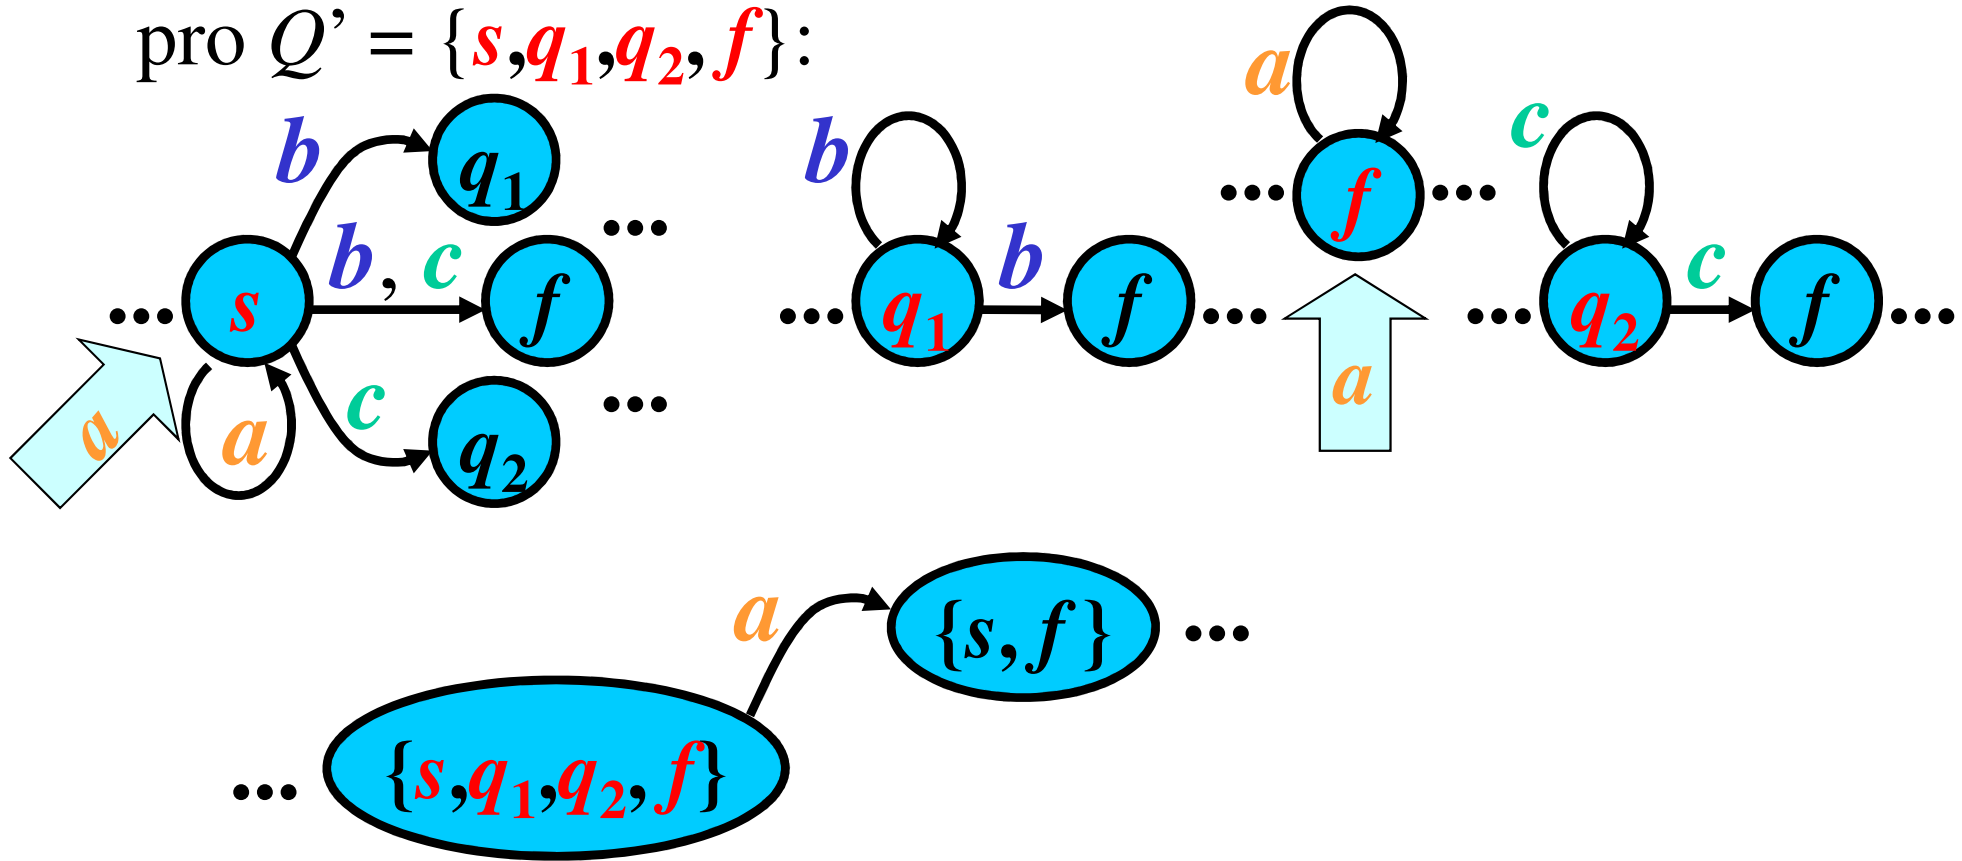 pro Q’ = {s,q₁,q₂,f}:
a
b
q₁
b
c
...
...
f
...
b, c
...
s
f
...
q₁
b
f
...
...
q₂
c
f
...
a
a
c
q₂
...
a
a
{s,f}
...
...
{s,q₁,q₂,f}